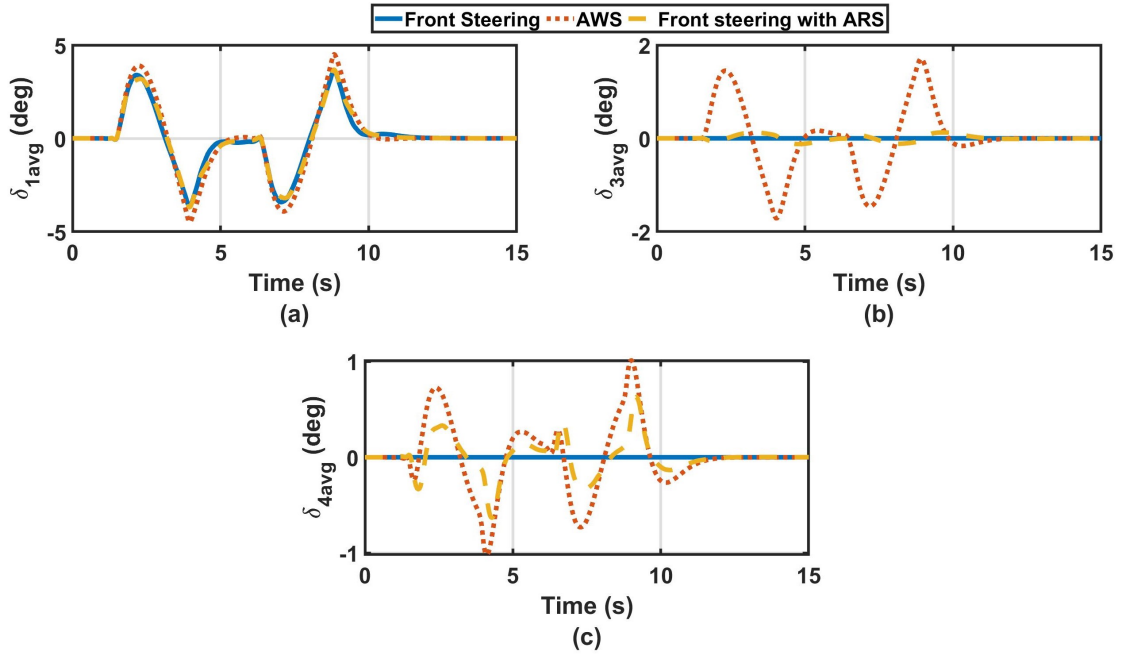 Front Steering AWS Front steering with ARS
δ1avg (deg)
5
0
-5
0 5 10 15
Time (s)
(a)
δ3avg (deg)
2
0
-2
0 5 10 15
Time (s)
(b)
δ4avg (deg)
1
0
-1
0 5 10 15
Time (s)
(c)